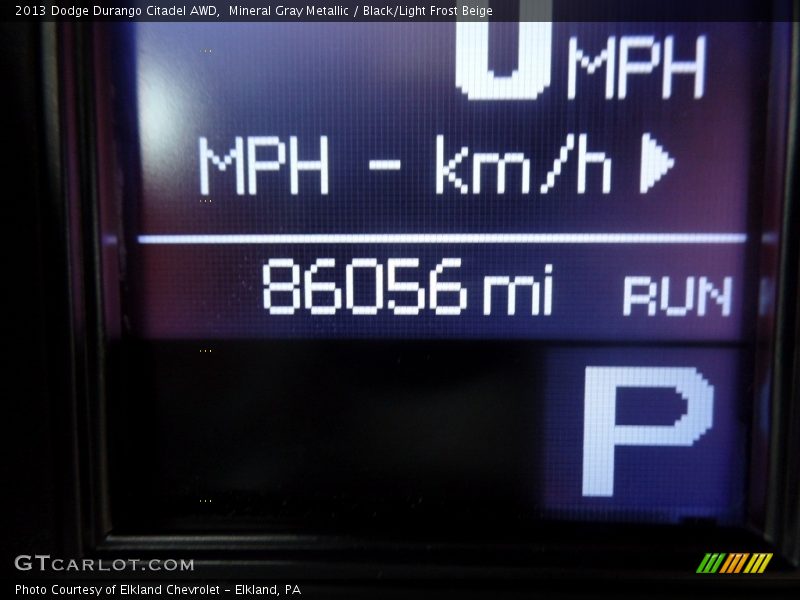 2013 Dodge Durango Citadel AWD,  Mineral Gray Metallic / Black/Light Frost Beige
0 MPH
MPH - km/h
86056 mi RUN
P
GTCARLOT.COM
Photo Courtesy of Elkland Chevrolet - Elkland, PA